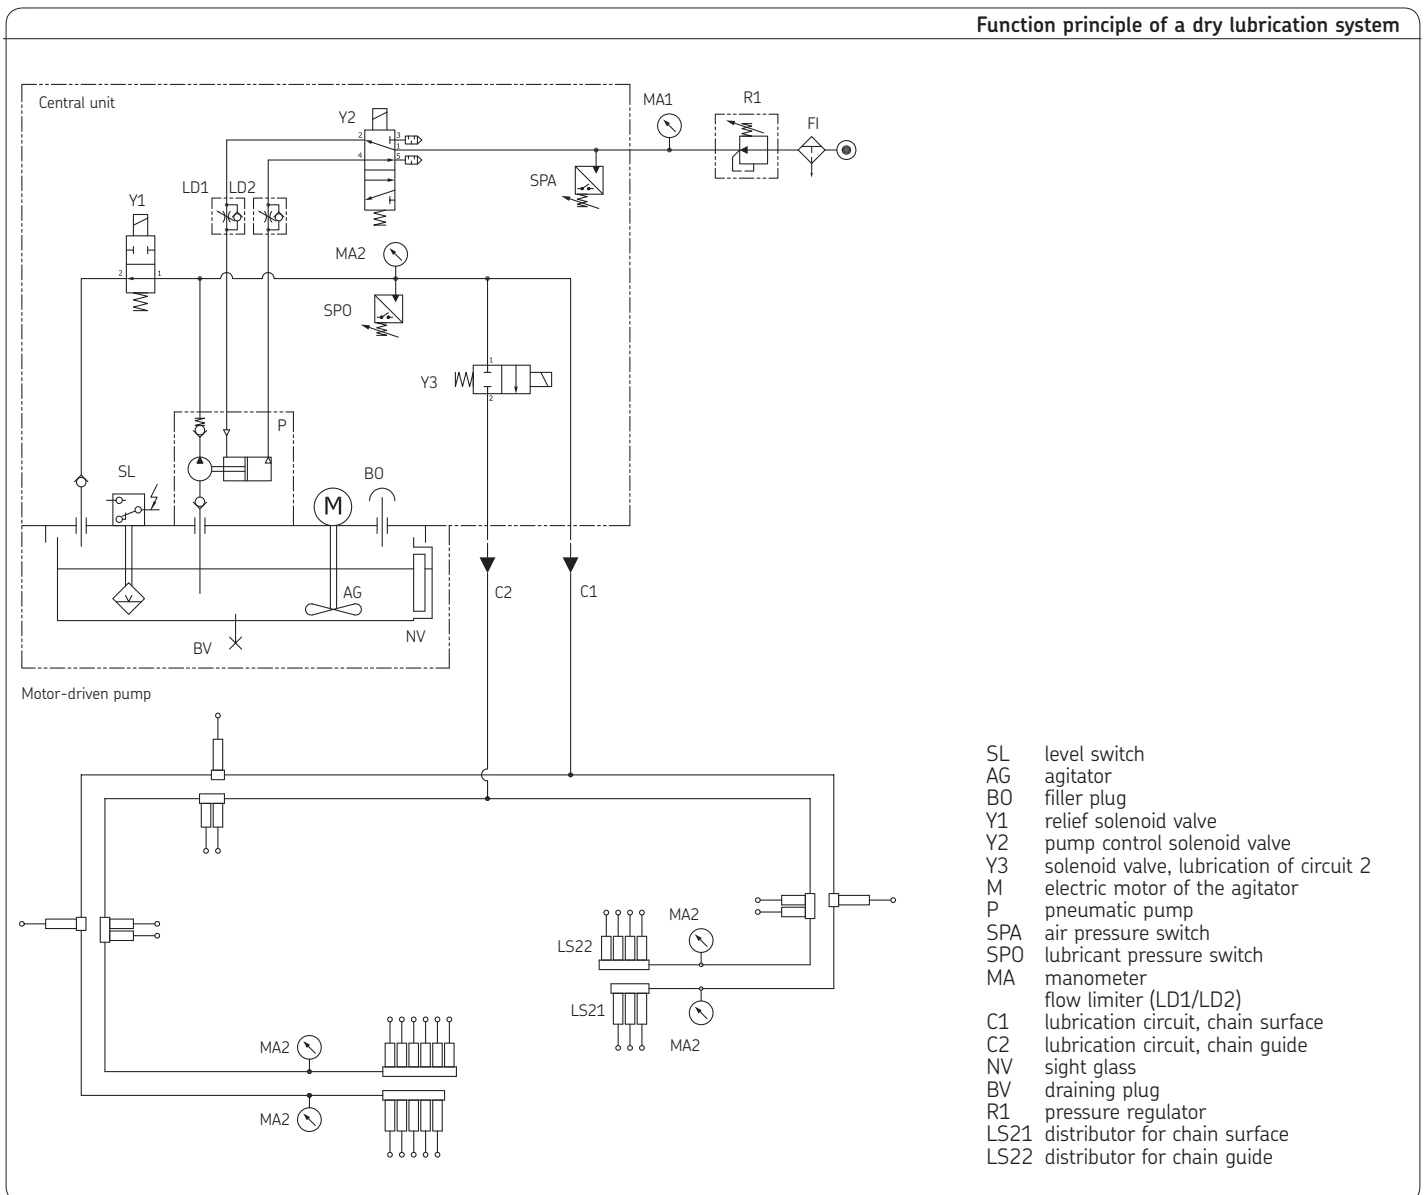 Function principle of a dry lubrication system
Central unit
MA1
R1
FI
Y2
2
3
1
4
5
SPA
LD1
LD2
Y1
MA2
2
1
SPO
1
Y3
2
P
SL
BO
M
AG
C2
C1
NV
BV
Motor-driven pump
MA2
LS22
LS21
MA2
MA2
MA2
SL level switch
AG agitator
BO filler plug
Y1 relief solenoid valve
Y2 pump control solenoid valve
Y3 solenoid valve, lubrication of circuit 2
M electric motor of the agitator
P pneumatic pump
SPA air pressure switch
SPO lubricant pressure switch
MA manometer
flow limiter (LD1/LD2)
C1 lubrication circuit, chain surface
C2 lubrication circuit, chain guide
NV sight glass
BV draining plug
R1 pressure regulator
LS21 distributor for chain surface
LS22 distributor for chain guide